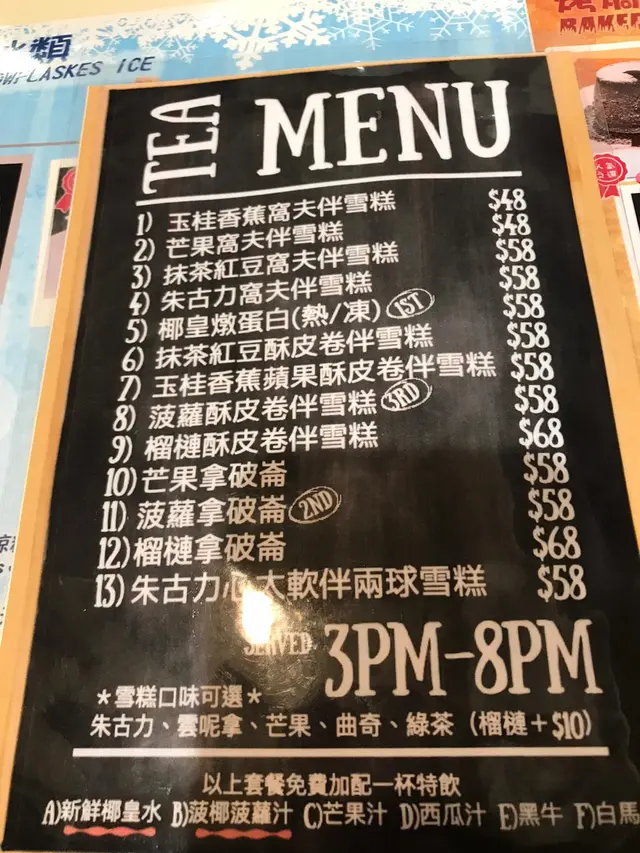 類
LASKES ICE
BAKE
TEA MENU
1) 玉桂香蕉窩夫伴雪糕 $48
2) 芒果窩夫伴雪糕 $48
3) 抹茶紅豆窩夫伴雪糕 $58
4) 朱古力窩夫伴雪糕 $58
5) 椰皇燉蛋白(熱/凍) 1ST $58
6) 抹茶紅豆酥皮卷伴雪糕 $58
7) 玉桂香蕉蘋果酥皮卷伴雪糕 $58
8) 菠蘿酥皮卷伴雪糕 3RD $58
9) 榴槤酥皮卷伴雪糕 $68
10) 芒果拿破崙 $58
11) 菠蘿拿破崙 2ND $58
12) 榴槤拿破崙 $68
13) 朱古力心太軟伴兩球雪糕 $58
SERVED 3PM-8PM
*雪糕口味可選*
朱古力、雲呢拿、芒果、曲奇、綠茶（榴槤+$10）
以上套餐免費加配一杯特飲
A)新鮮椰皇水 B)菠椰菠蘿汁 C)芒果汁 D)西瓜汁 E)黑牛 F)白馬